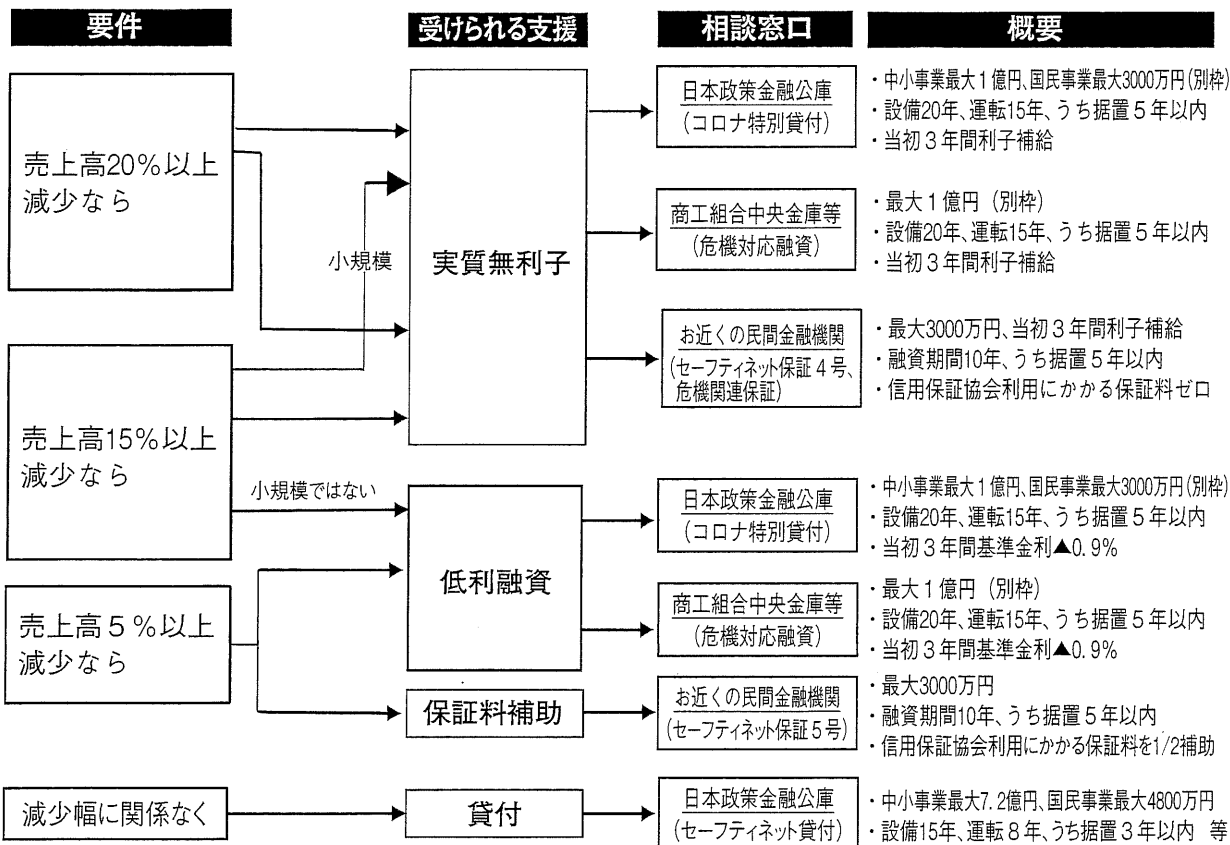 要件
受けられる支援
相談窓口
概要
売上高20%以上
減少なら
小規模
実質無利子
日本政策金融公庫
(コロナ特別貸付)
・中小事業最大1億円、国民事業最大3000万円(別枠)
・設備20年、運転15年、うち据置5年以内
・当初3年間利子補給
商工組合中央金庫等
(危機対応融資)
・最大1億円（別枠）
・設備20年、運転15年、うち据置5年以内
・当初3年間利子補給
お近くの民間金融機関
(セーフティネット保証4号、
危機関連保証)
・最大3000万円、当初3年間利子補給
・融資期間10年、うち据置5年以内
・信用保証協会利用にかかる保証料ゼロ
売上高15%以上
減少なら
小規模ではない
低利融資
日本政策金融公庫
(コロナ特別貸付)
・中小事業最大1億円、国民事業最大3000万円(別枠)
・設備20年、運転15年、うち据置5年以内
・当初3年間基準金利▲0.9%
売上高5%以上
減少なら
商工組合中央金庫等
(危機対応融資)
・最大1億円（別枠）
・設備20年、運転15年、うち据置5年以内
・当初3年間基準金利▲0.9%
保証料補助
お近くの民間金融機関
(セーフティネット保証5号)
・最大3000万円
・融資期間10年、うち据置5年以内
・信用保証協会利用にかかる保証料を1/2補助
減少幅に関係なく
貸付
日本政策金融公庫
(セーフティネット貸付)
・中小事業最大7.2億円、国民事業最大4800万円
・設備15年、運転8年、うち据置3年以内 等